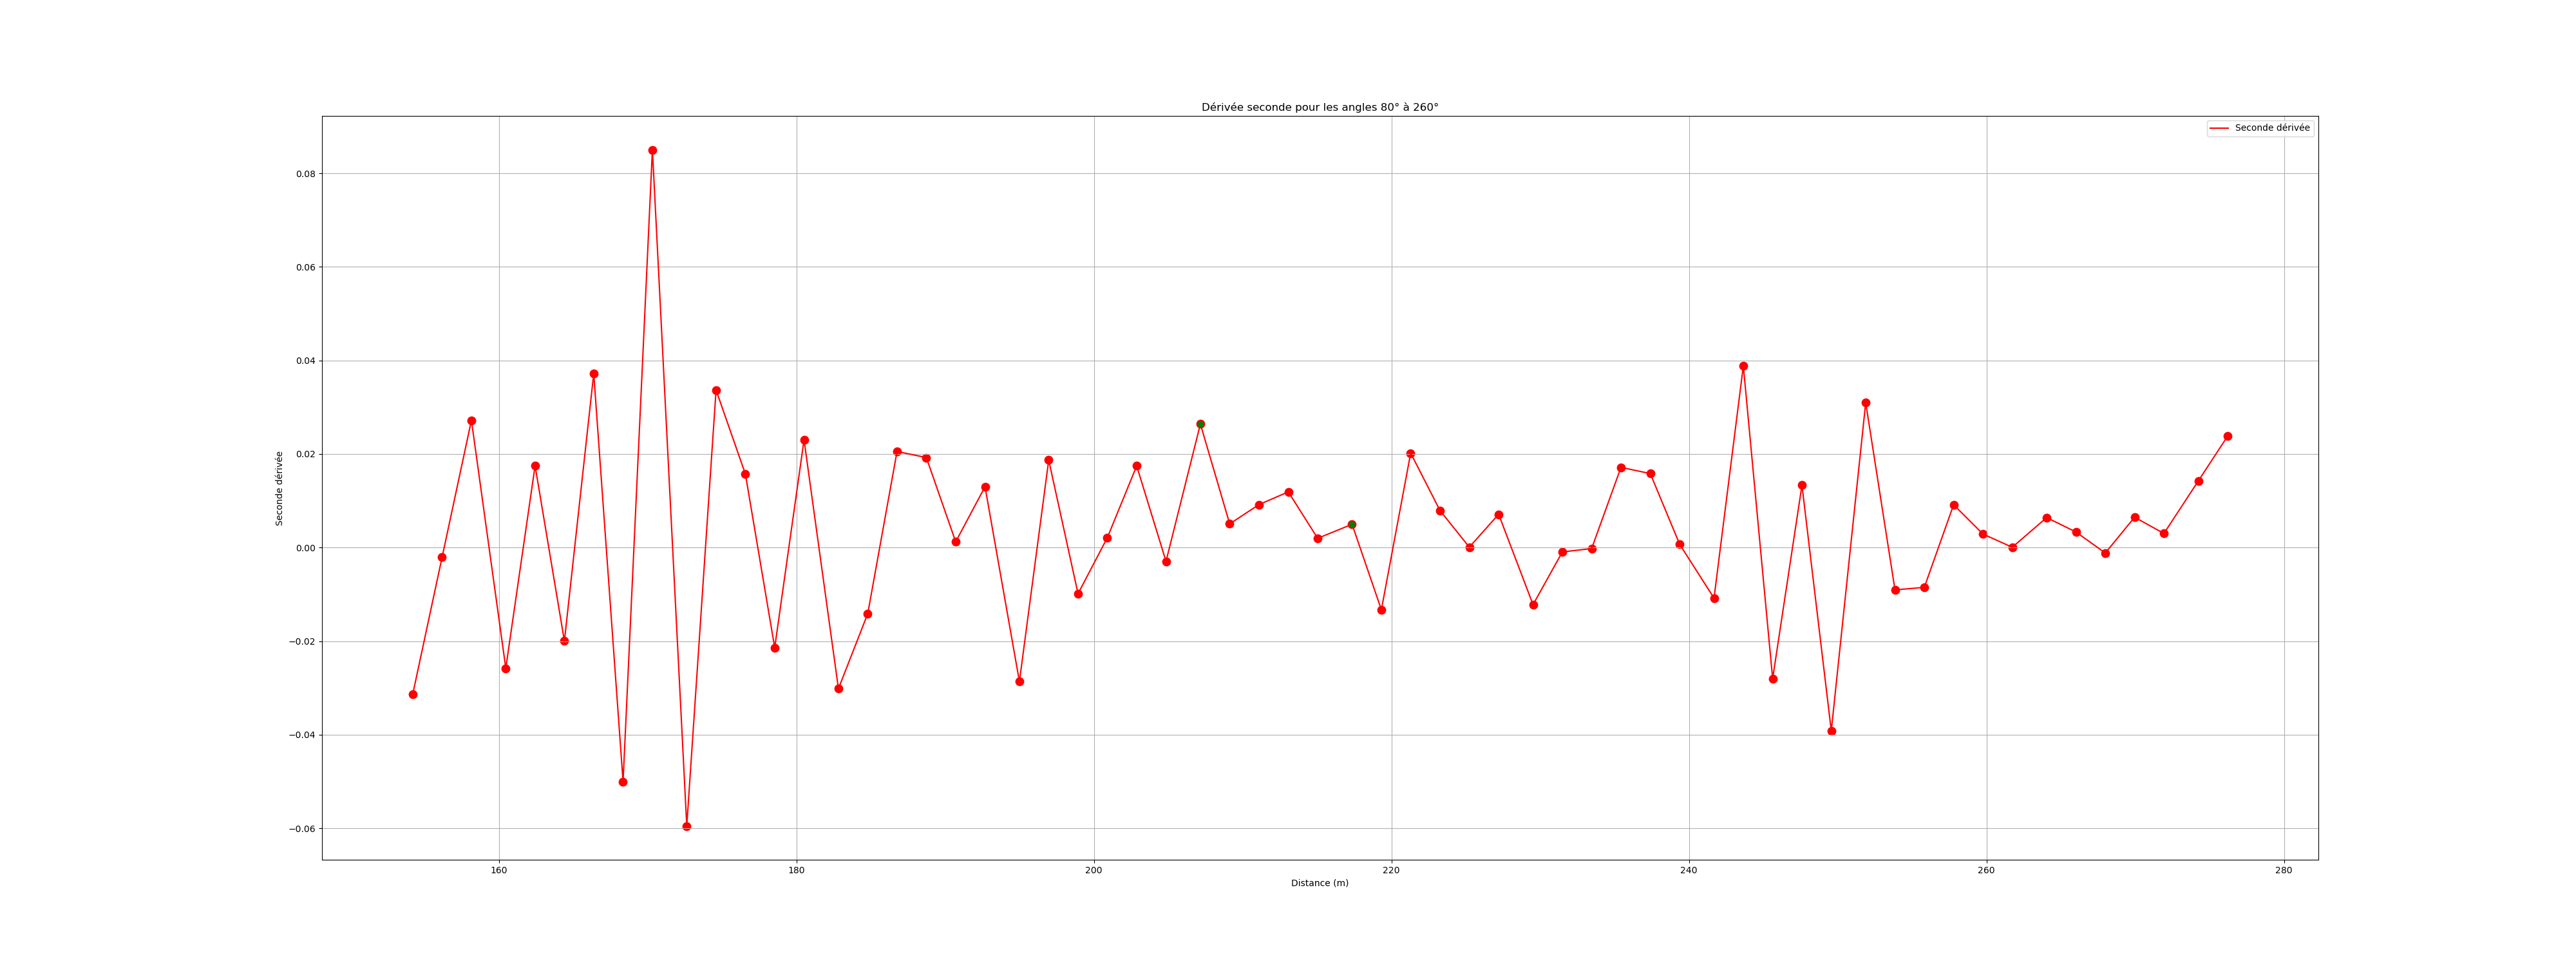 Dérivée seconde pour les angles 80° à 260°
Seconde dérivée
0.08
0.06
0.04
0.02
0.00
−0.02
−0.04
−0.06
Seconde dérivée
160 180 200 220 240 260 280
Distance (m)